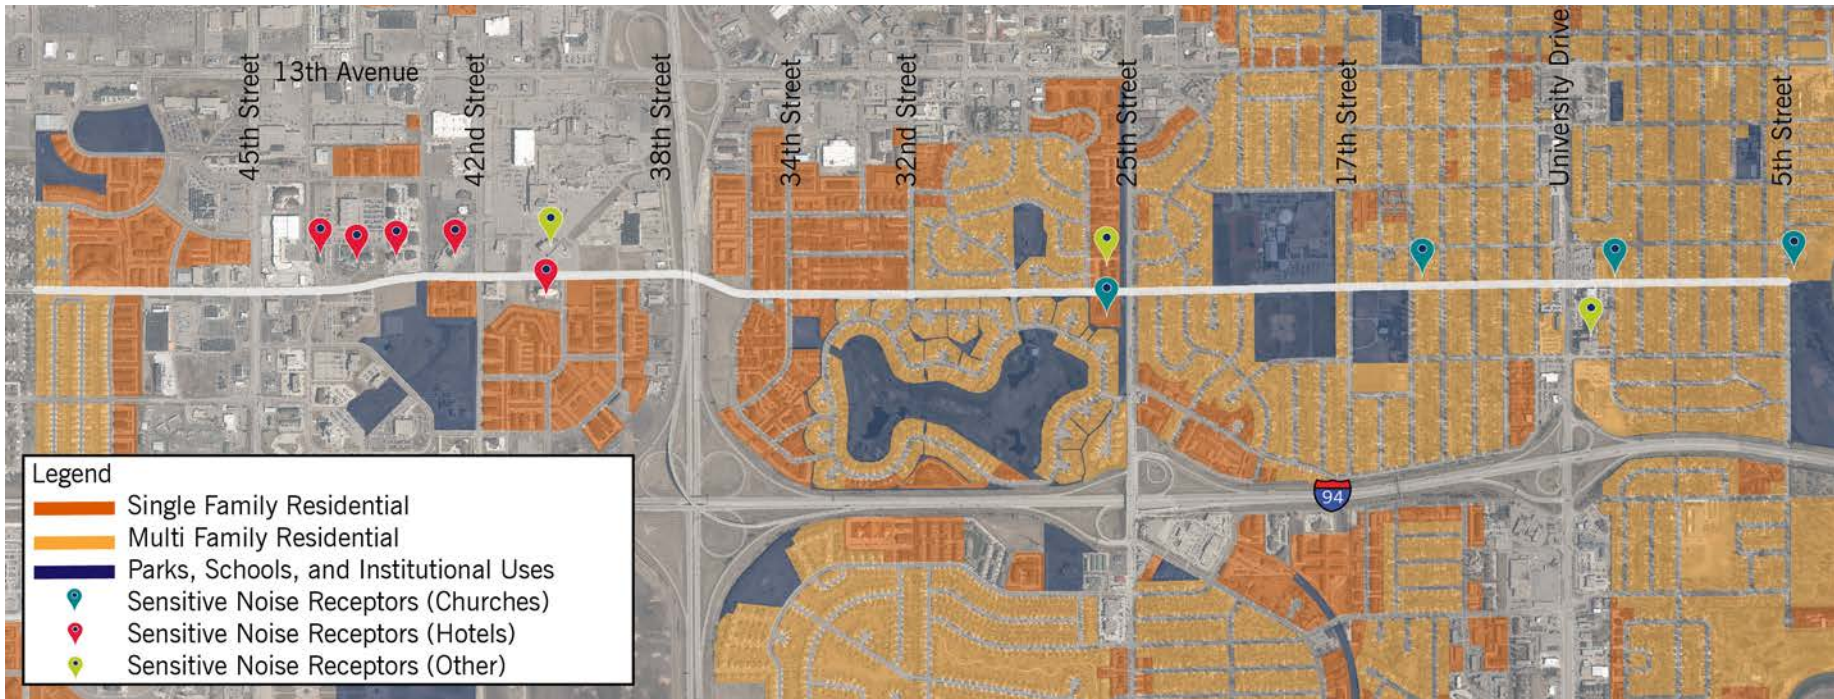 13th Avenue
45th Street
42nd Street
38th Street
34th Street
32nd Street
25th Street
17th Street
University Drive
5th Street
94
Legend
Single Family Residential
Multi Family Residential
Parks, Schools, and Institutional Uses
Sensitive Noise Receptors (Churches)
Sensitive Noise Receptors (Hotels)
Sensitive Noise Receptors (Other)